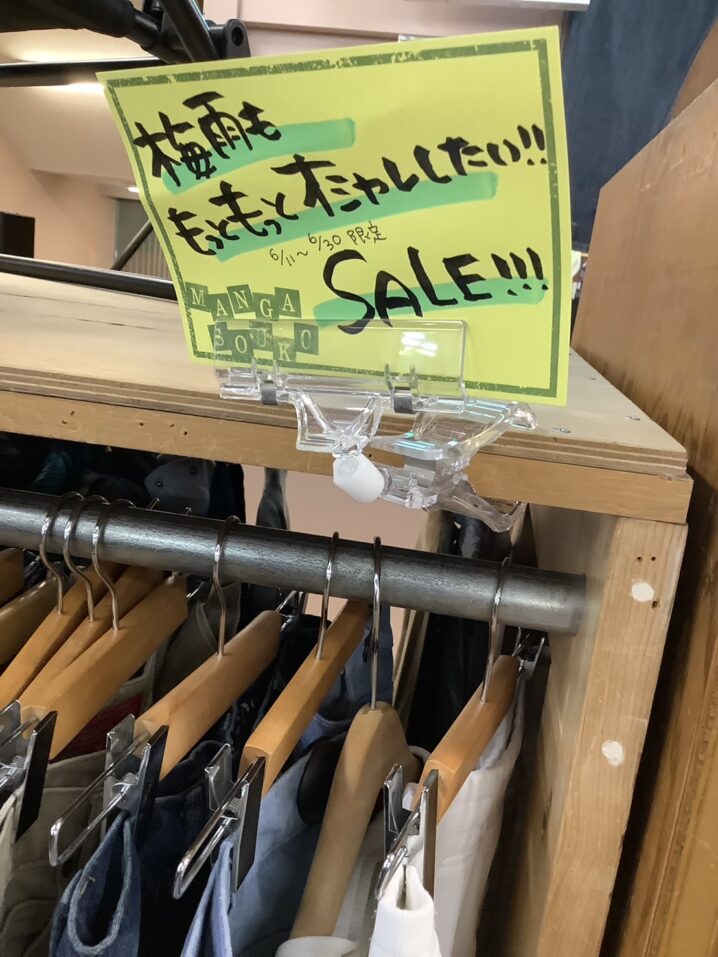 梅雨も
もっともっとオシャレしたい!!
6/11～6/30 限定
SALE!!!
MANGA
SOUKO